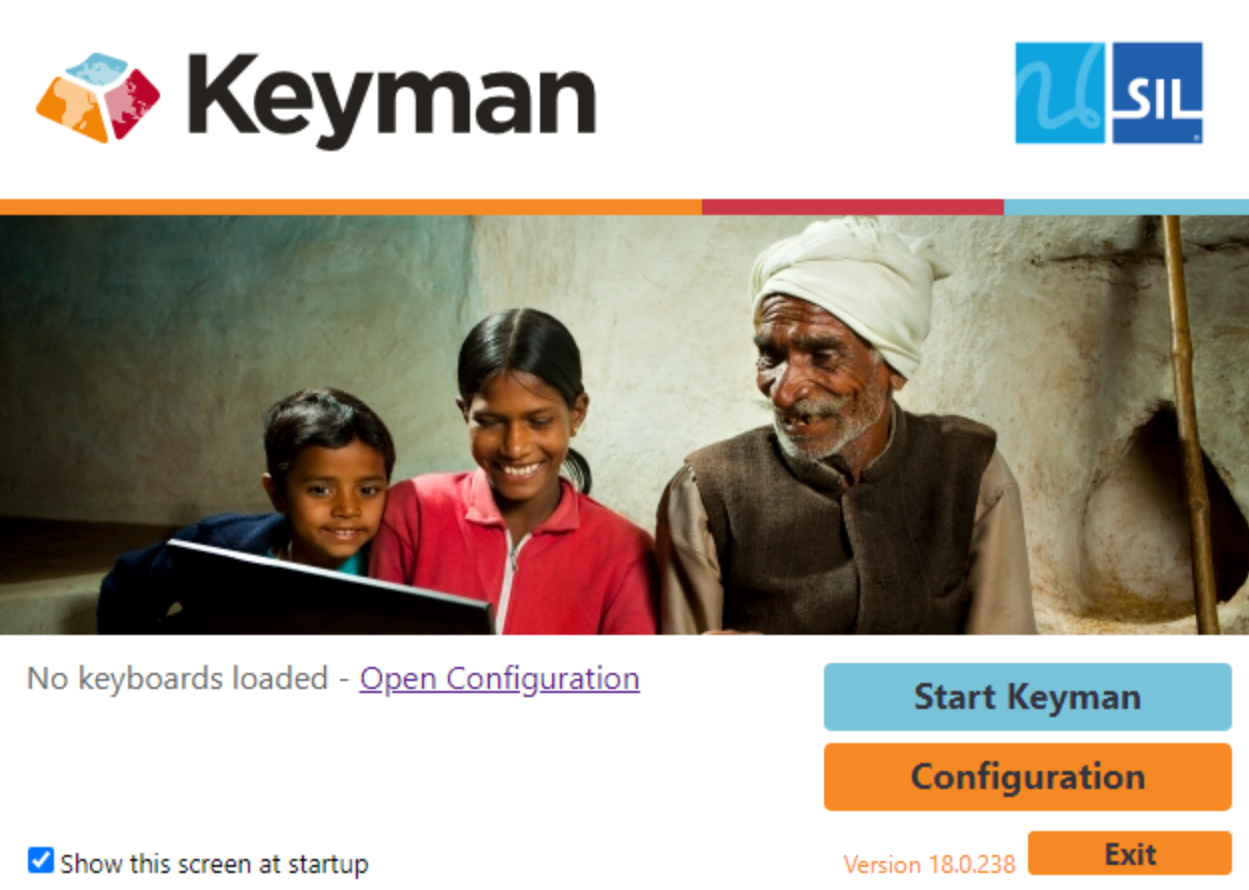 Keyman
SIL
No keyboards loaded - Open Configuration
Start Keyman
Configuration
Show this screen at startup
Version 18.0.238
Exit